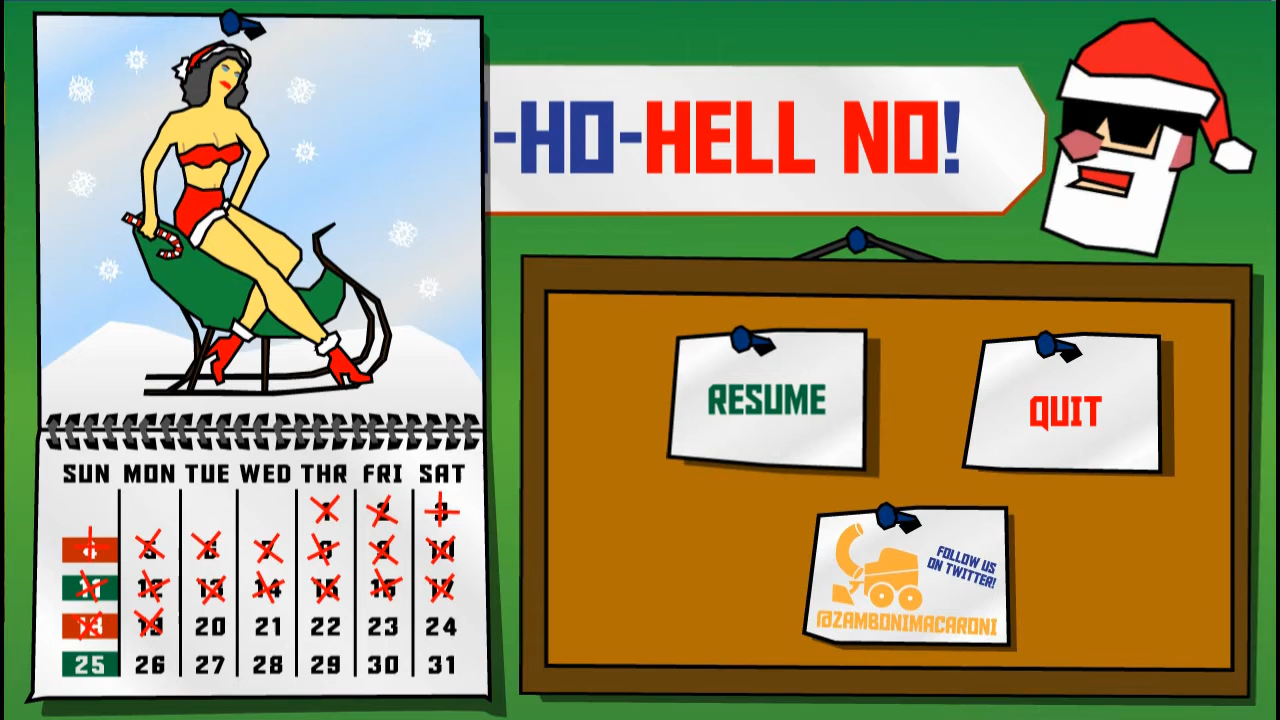 -HO-HELL NO!
RESUME
QUIT
FOLLOW US
ON TWITTER!
@ZAMBONIMACARONI
SUN MON TUE WED THR FRI SAT
1 2 3
4 5 6 7 8 9 10
11 12 13 14 15 16 17
18 19 20 21 22 23 24
25 26 27 28 29 30 31